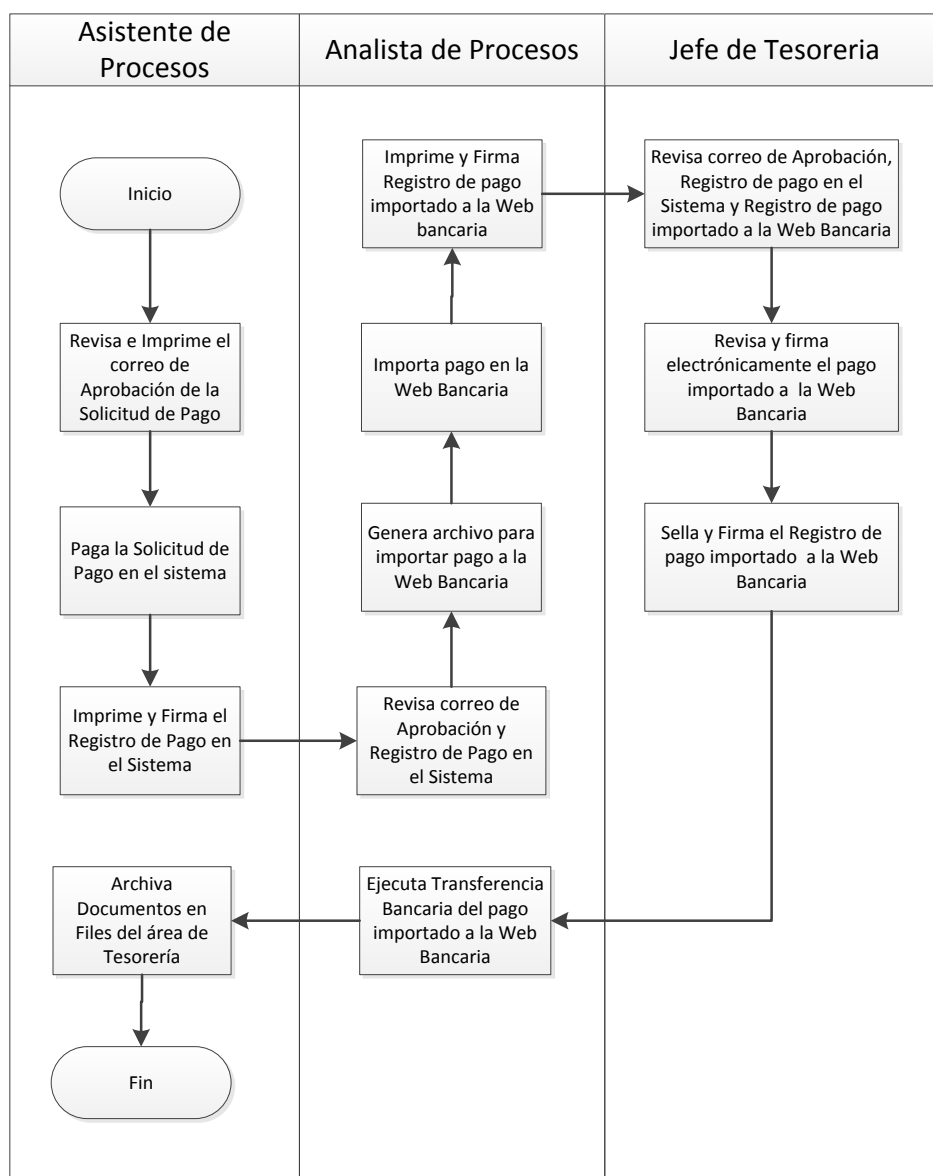 Asistente de
Procesos
Analista de Procesos
Jefe de Tesoreria
Inicio
Revisa e Imprime el
correo de
Aprobación de la
Solicitud de Pago
Paga la Solicitud de
Pago en el sistema
Imprime y Firma el
Registro de Pago en
el Sistema
Revisa correo de
Aprobación y
Registro de Pago en
el Sistema
Genera archivo para
importar pago a la
Web Bancaria
Importa pago en la
Web Bancaria
Imprime y Firma
Registro de pago
importado a la Web
bancaria
Revisa correo de Aprobación,
Registro de pago en el
Sistema y Registro de pago
importado a la Web Bancaria
Revisa y firma
electrónicamente el pago
importado a la Web
Bancaria
Sella y Firma el Registro de
pago importado a la Web
Bancaria
Ejecuta Transferencia
Bancaria del pago
importado a la Web
Bancaria
Archiva
Documentos en
Files del área de
Tesorería
Fin